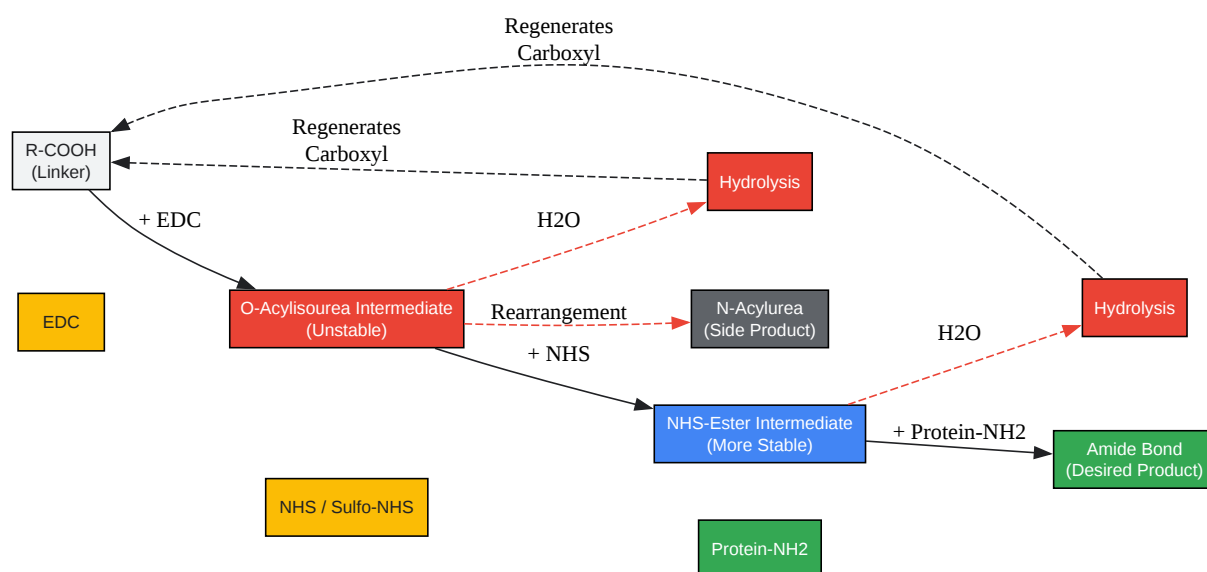 Regenerates
Carboxyl
R-COOH
(Linker)
Regenerates
Carboxyl
Hydrolysis
+ EDC
H2O
EDC
O-Acylisourea Intermediate
(Unstable)
Rearrangement
N-Acylurea
(Side Product)
Hydrolysis
H2O
+ NHS
NHS-Ester Intermediate
(More Stable)
+ Protein-NH2
Amide Bond
(Desired Product)
NHS / Sulfo-NHS
Protein-NH2